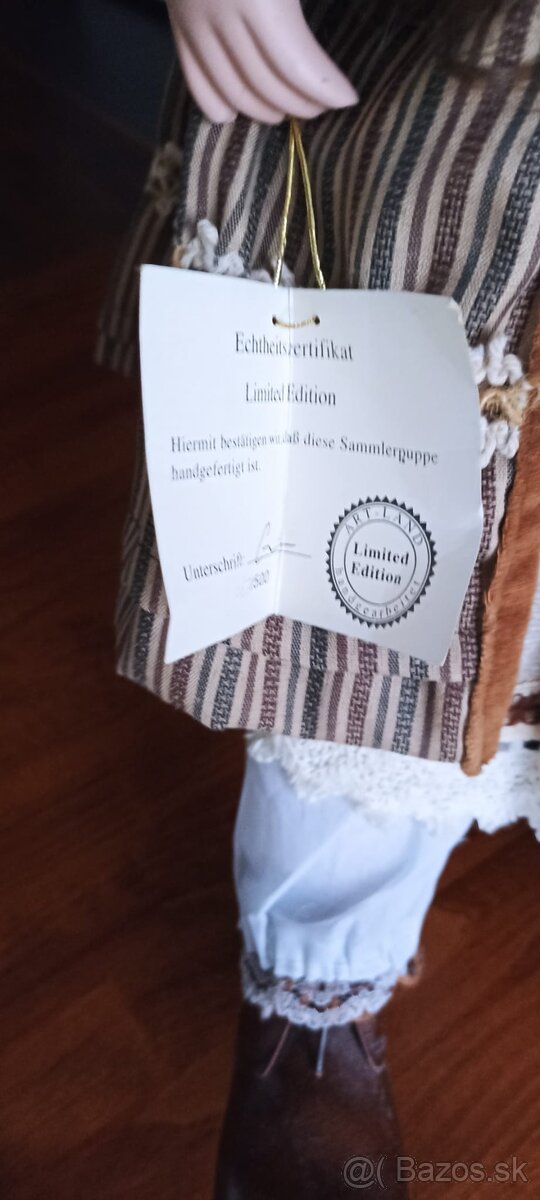 Echtheitszertifikat
Limited Edition
Hiermit bestätigen wir, daß diese Sammlerpuppe
handgefertigt ist.
ART-LAND
Limited
Edition
handgearbeitet
Unterschrift:
/500
@( Bazos.sk